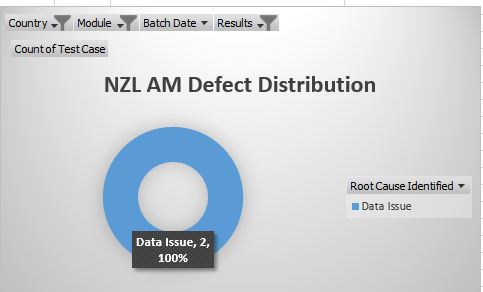 Country Module Batch Date Results
Count of Test Case
NZL AM Defect Distribution
Root Cause Identified
Data Issue
Data Issue, 2,
100%